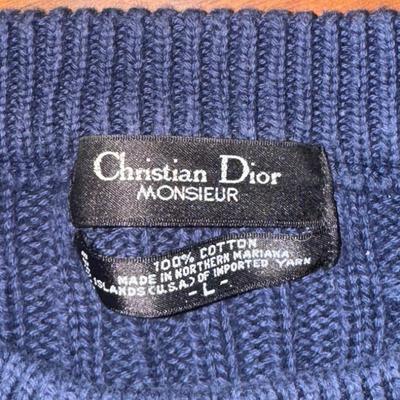 Christian Dior
MONSIEUR
100% COTTON
MADE IN NORTHERN MARIANA
ISLANDS (U.S.A.) OF IMPORTED YARN
- L -